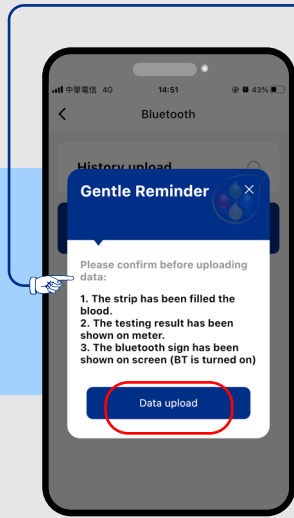 中華電信 4G 14:51 43%
Bluetooth
History upload
Gentle Reminder
Please confirm before uploading
data:
1. The strip has been filled the
blood.
2. The testing result has been
shown on meter.
3. The bluetooth sign has been
shown on screen (BT is turned on)
Data upload